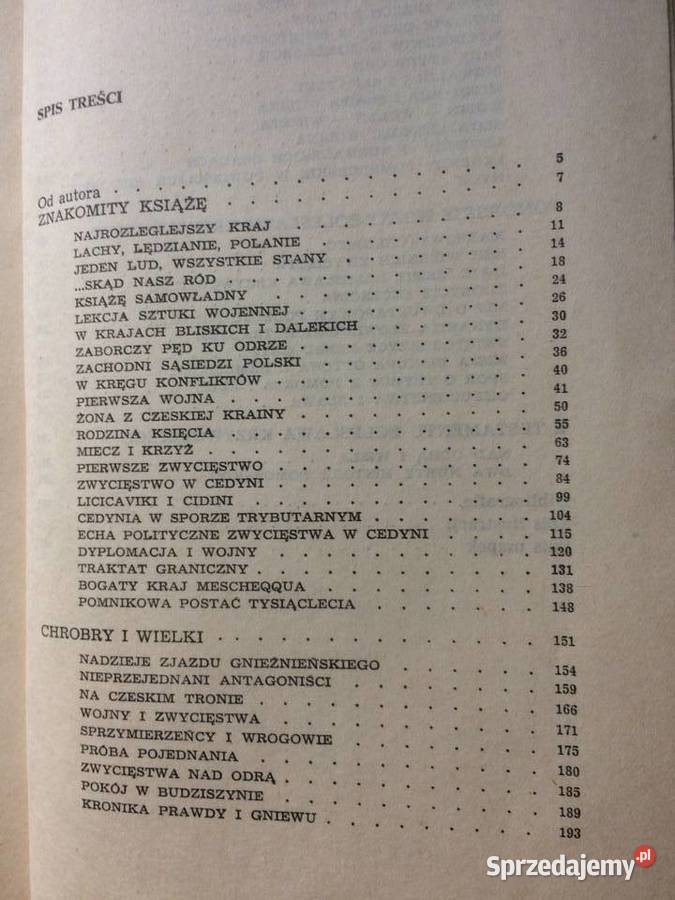 SPIS TREŚCI
Od autora . . . . . . . . . . . . . . 5
ZNAKOMITY KSIĄŻĘ . . . . . . . . . . 7
NAJROZLEGLEJSZY KRAJ . . . . . . . . 8
LACHY, LĘDZIANIE, POLANIE . . . . . . . 11
JEDEN LUD, WSZYSTKIE STANY . . . . . . 14
...SKĄD NASZ RÓD . . . . . . . . . . 18
KSIĄŻĘ SAMOWŁADNY . . . . . . . . . 24
LEKCJA SZTUKI WOJENNEJ . . . . . . . 26
W KRAJACH BLISKICH I DALEKICH . . . . . 30
ZABORCZY PĘD KU ODRZE . . . . . . . 32
ZACHODNI SĄSIEDZI POLSKI . . . . . . . 36
W KRĘGU KONFLIKTÓW . . . . . . . . 40
PIERWSZA WOJNA . . . . . . . . . . 41
ŻONA Z CZESKIEJ KRAINY . . . . . . . 50
RODZINA KSIĘCIA . . . . . . . . . . 55
MIECZ I KRZYŻ . . . . . . . . . . . 63
PIERWSZE ZWYCIĘSTWO . . . . . . . . 74
ZWYCIĘSTWO W CEDYNI . . . . . . . . 84
LICICAVIKI I CIDINI . . . . . . . . . 99
CEDYNIA W SPORZE TRYBUTARNYM . . . . . 104
ECHA POLITYCZNE ZWYCIĘSTWA W CEDYNI . . . 115
DYPLOMACJA I WOJNY . . . . . . . . 120
TRAKTAT GRANICZNY . . . . . . . . . 131
BOGATY KRAJ MESCHEQQUA . . . . . . . 138
POMNIKOWA POSTAĆ TYSIĄCLECIA . . . . . 148
CHROBRY I WIELKI . . . . . . . . . . 151
NADZIEJE ZJAZDU GNIEŹNIEŃSKIEGO . . . . 154
NIEPRZEJEDNANI ANTAGONIŚCI . . . . . . 159
NA CZESKIM TRONIE . . . . . . . . . 166
WOJNY I ZWYCIĘSTWA . . . . . . . . 171
SPRZYMIERZEŃCY I WROGOWIE . . . . . . 175
PRÓBA POJEDNANIA . . . . . . . . . 180
ZWYCIĘSTWA NAD ODRĄ . . . . . . . . 185
POKÓJ W BUDZISZYNIE . . . . . . . . 189
KRONIKA PRAWDY I GNIEWU . . . . . . . 193
Sprzedajemy.pl